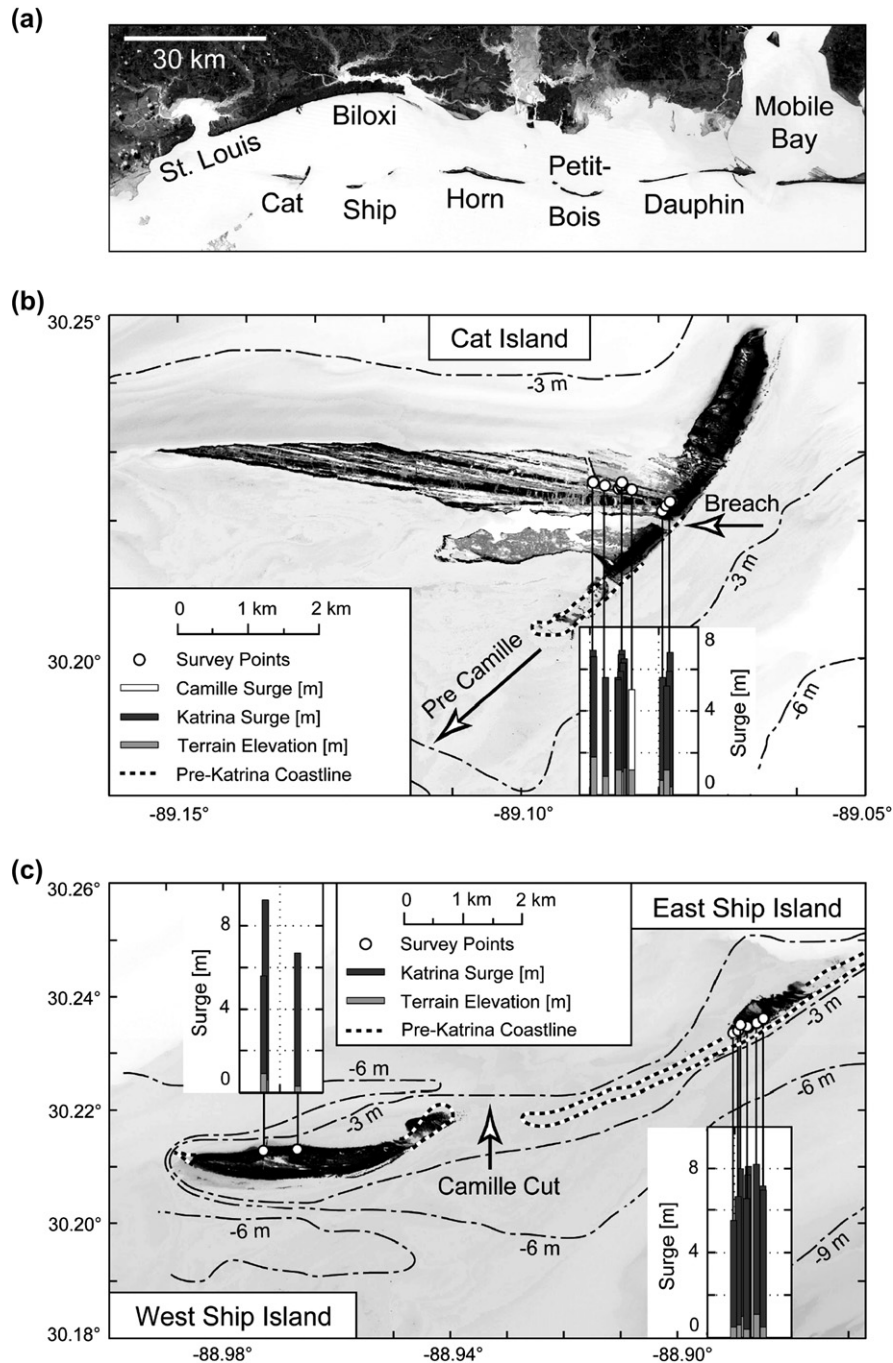 (a)
30 km
Biloxi
St. Louis
Mobile
Bay
Cat
Ship
Horn
Petit-
Bois
Dauphin
(b)
30.25°
Cat Island
-3 m
Breach
-3 m
30.20°
0 1 km 2 km
Survey Points
Camille Surge [m]
Katrina Surge [m]
Terrain Elevation [m]
Pre-Katrina Coastline
Pre Camille
8
4
0
Surge [m]
-6 m
-89.15° -89.10° -89.05°
(c)
30.26°
8
4
0
Surge [m]
0 1 km 2 km
Survey Points
Katrina Surge [m]
Terrain Elevation [m]
Pre-Katrina Coastline
East Ship Island
30.24°
-3 m
-6 m
-6 m
30.22°
-3 m
Camille Cut
30.20°
-6 m
-6 m
8
4
0
Surge [m]
-9 m
West Ship Island
30.18°
-88.98° -88.94° -88.90°